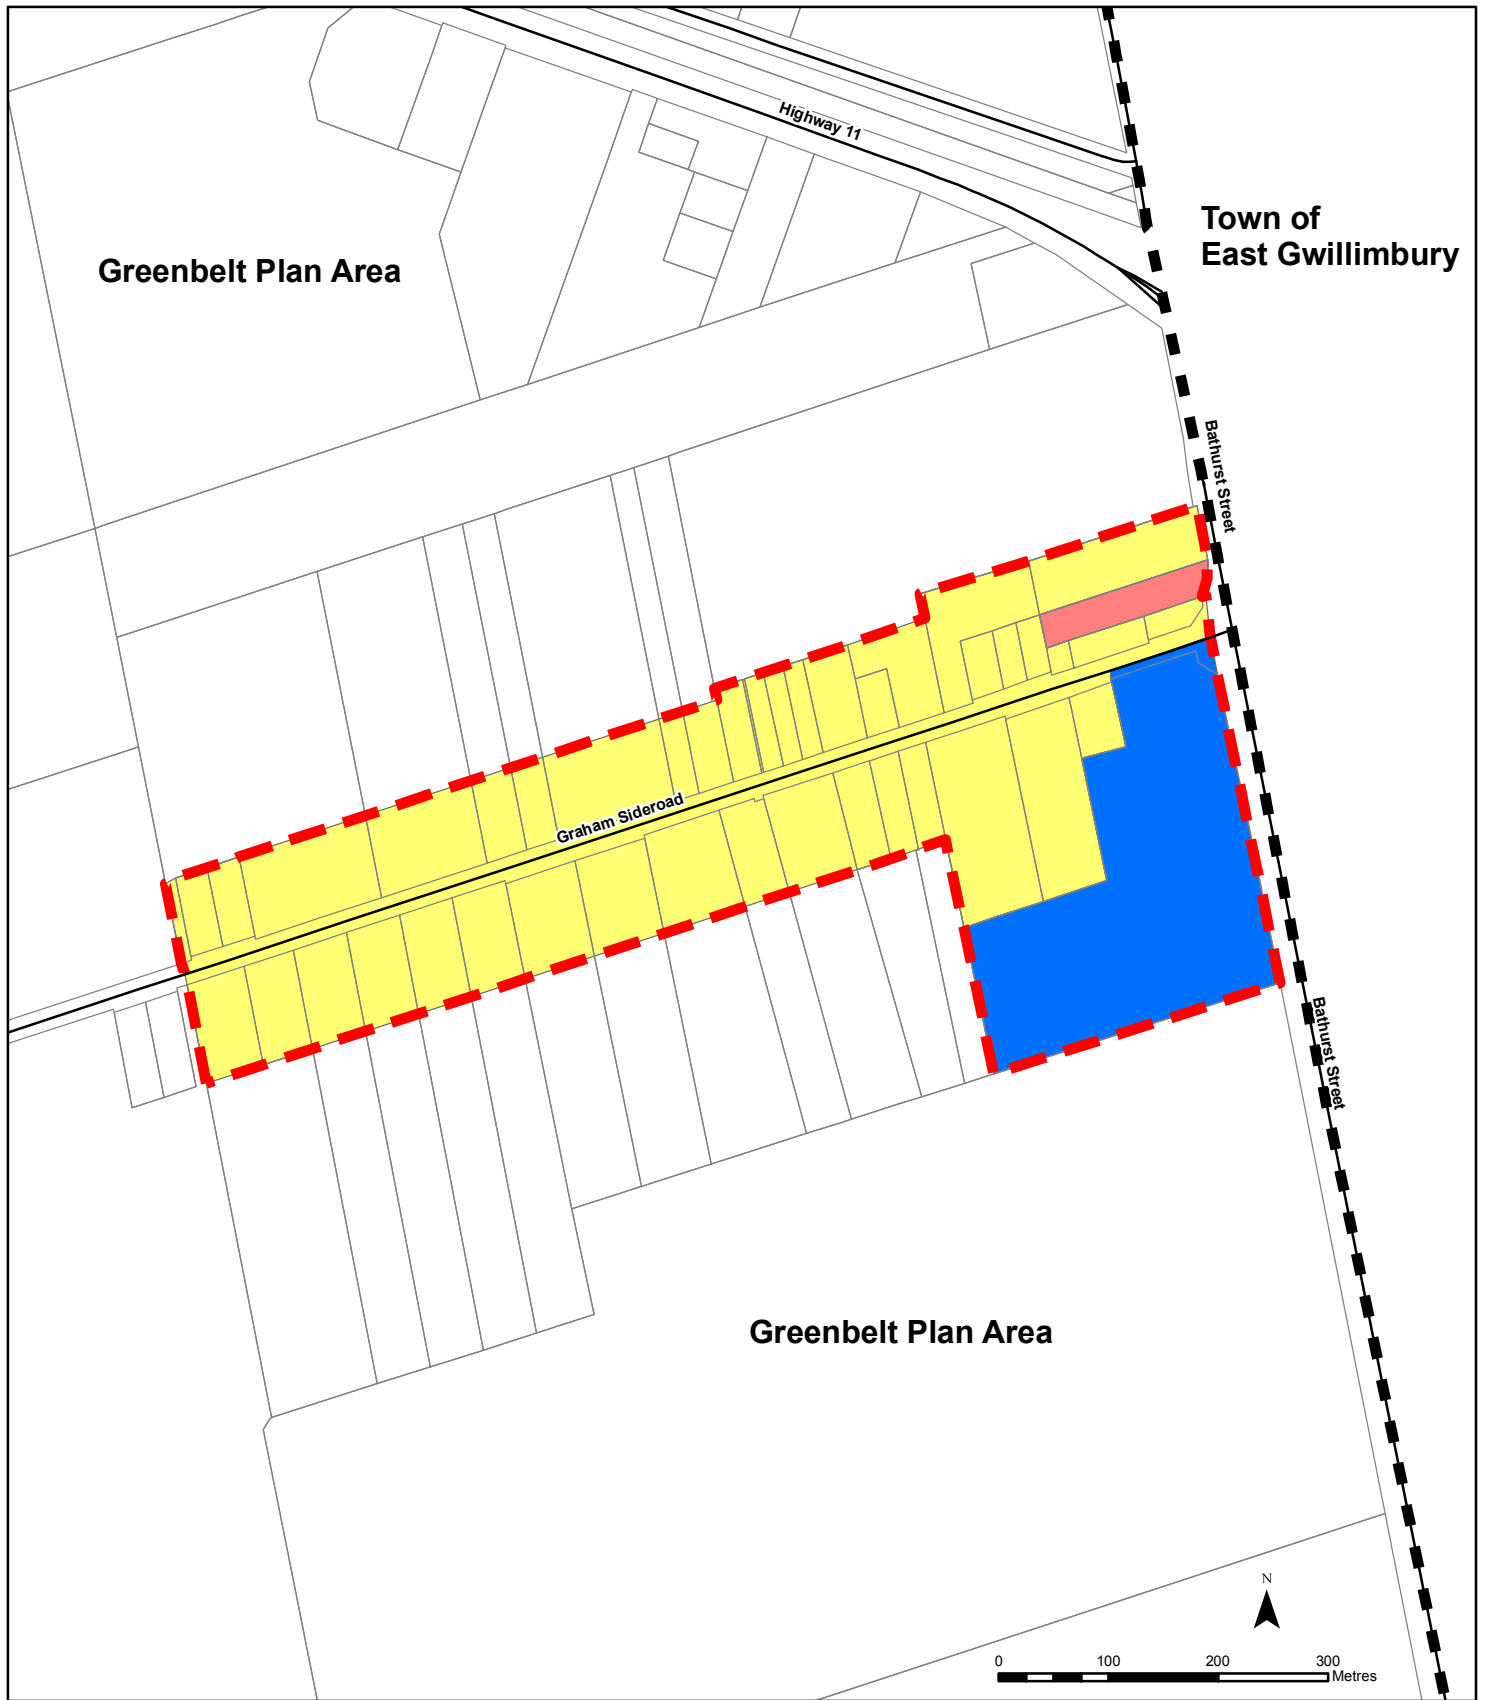 Highway 11
Town of
East Gwillimbury
Greenbelt Plan Area
Bathurst Street
Graham Sideroad
Bathurst Street
Greenbelt Plan Area
N
0 100 200 300
Metres